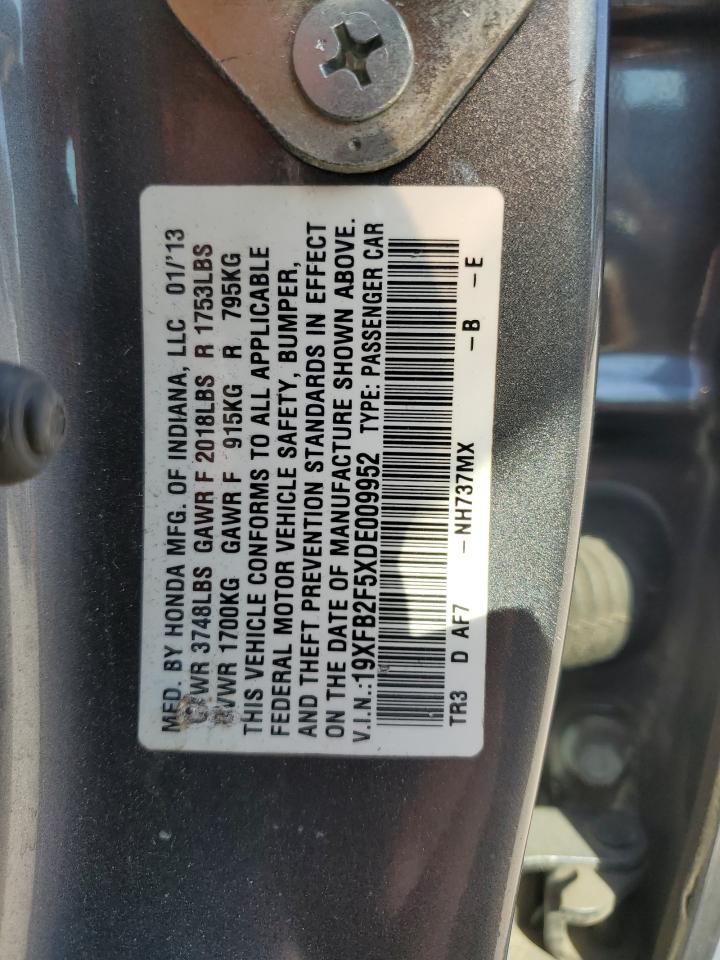 MFD. BY HONDA MFG. OF INDIANA, LLC 01/'13
GVWR 3748LBS GAWR F 2018LBS R 1753LBS
GVWR 1700KG GAWR F 915KG R 795KG
THIS VEHICLE CONFORMS TO ALL APPLICABLE
FEDERAL MOTOR VEHICLE SAFETY, BUMPER,
AND THEFT PREVENTION STANDARDS IN EFFECT
ON THE DATE OF MANUFACTURE SHOWN ABOVE.
V.I.N.:19XFB2F5XDE009952 TYPE: PASSENGER CAR
TR3 D AF7 -NH737MX -B -E